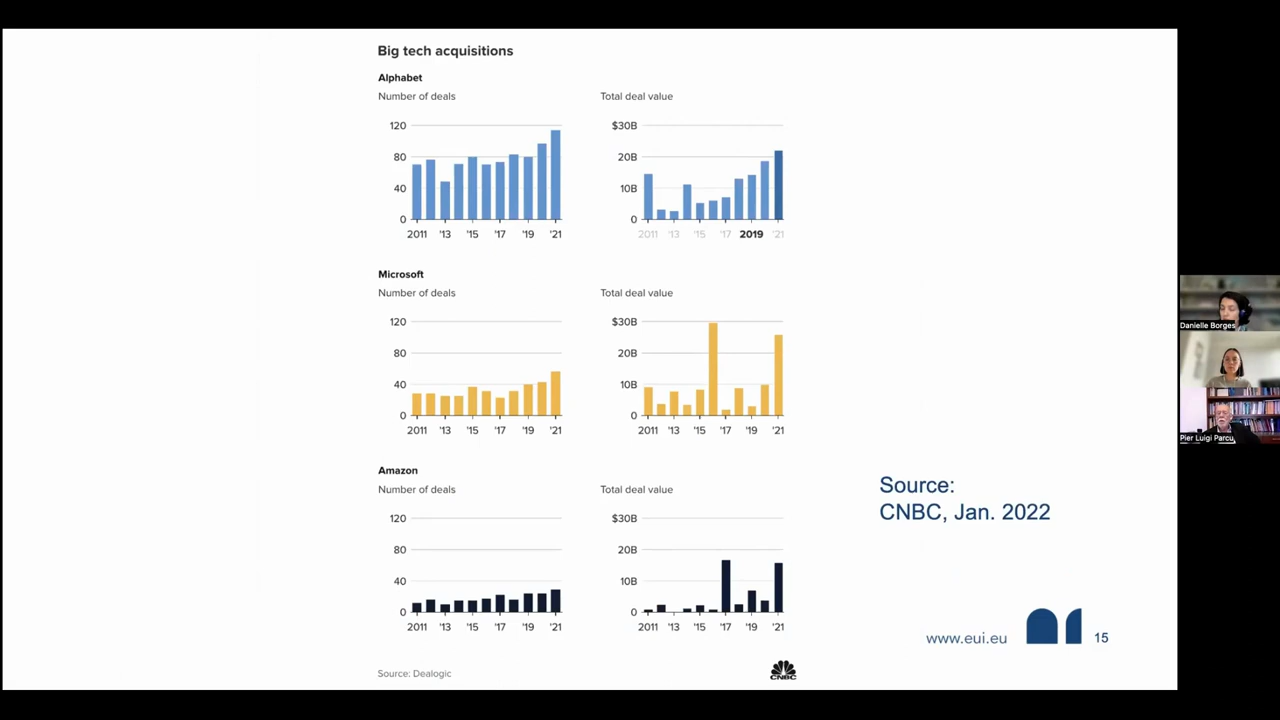 Big tech acquisitions
Alphabet
Number of deals
Total deal value
120
80
40
0
2011 '13 '15 '17 '19 '21
$30B
20B
10B
0
2011 '13 '15 '17 2019 '21
Microsoft
Number of deals
Total deal value
120
80
40
0
2011 '13 '15 '17 '19 '21
$30B
20B
10B
0
2011 '13 '15 '17 '19 '21
Amazon
Number of deals
Total deal value
120
80
40
0
2011 '13 '15 '17 '19 '21
$30B
20B
10B
0
2011 '13 '15 '17 '19 '21
Source: Dealogic
CNBC
Source:
CNBC, Jan. 2022
www.eui.eu
15
Danielle Borges
Pier Luigi Parcu